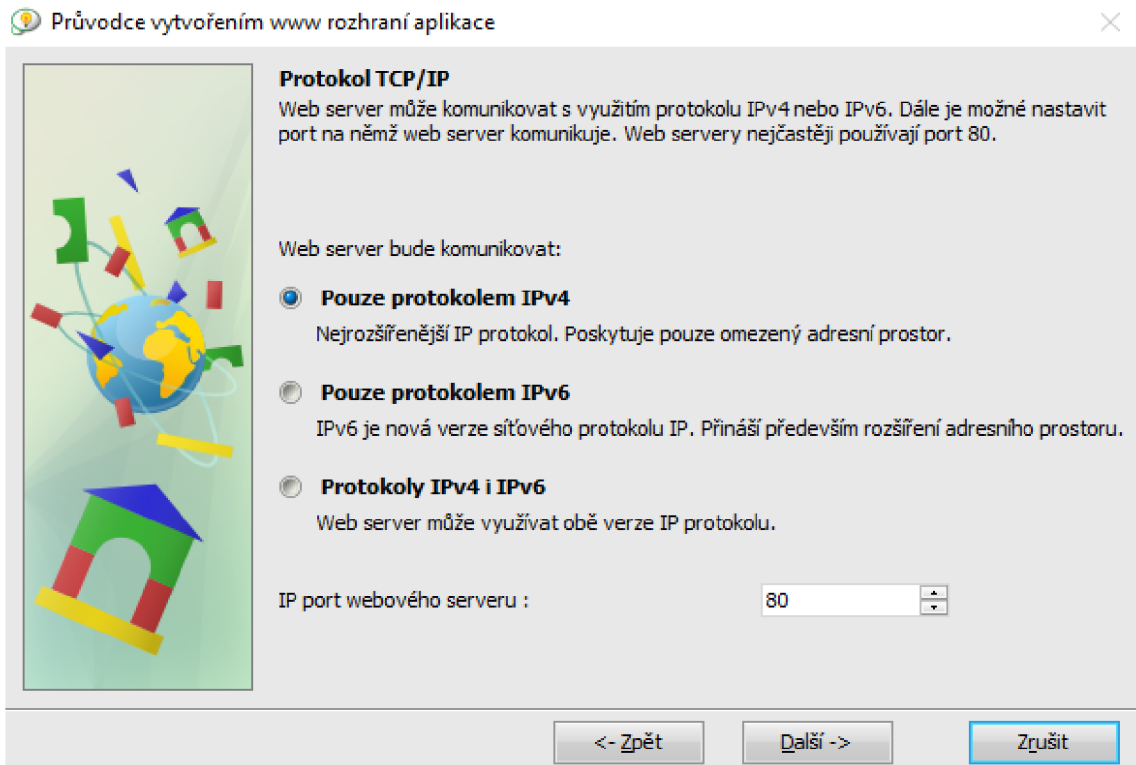 Průvodce vytvořením www rozhraní aplikace
Protokol TCP/IP
Web server může komunikovat s využitím protokolu IPv4 nebo IPv6. Dále je možné nastavit
port na němž web server komunikuje. Web servery nejčastěji používají port 80.
Web server bude komunikovat:
Pouze protokolem IPv4
Nejrozšířenější IP protokol. Poskytuje pouze omezený adresní prostor.
Pouze protokolem IPv6
IPv6 je nová verze síťového protokolu IP. Přináší především rozšíření adresního prostoru.
Protokoly IPv4 i IPv6
Web server může využívat obě verze IP protokolu.
IP port webového serveru : 80
<- Zpět Další -> Zrušit